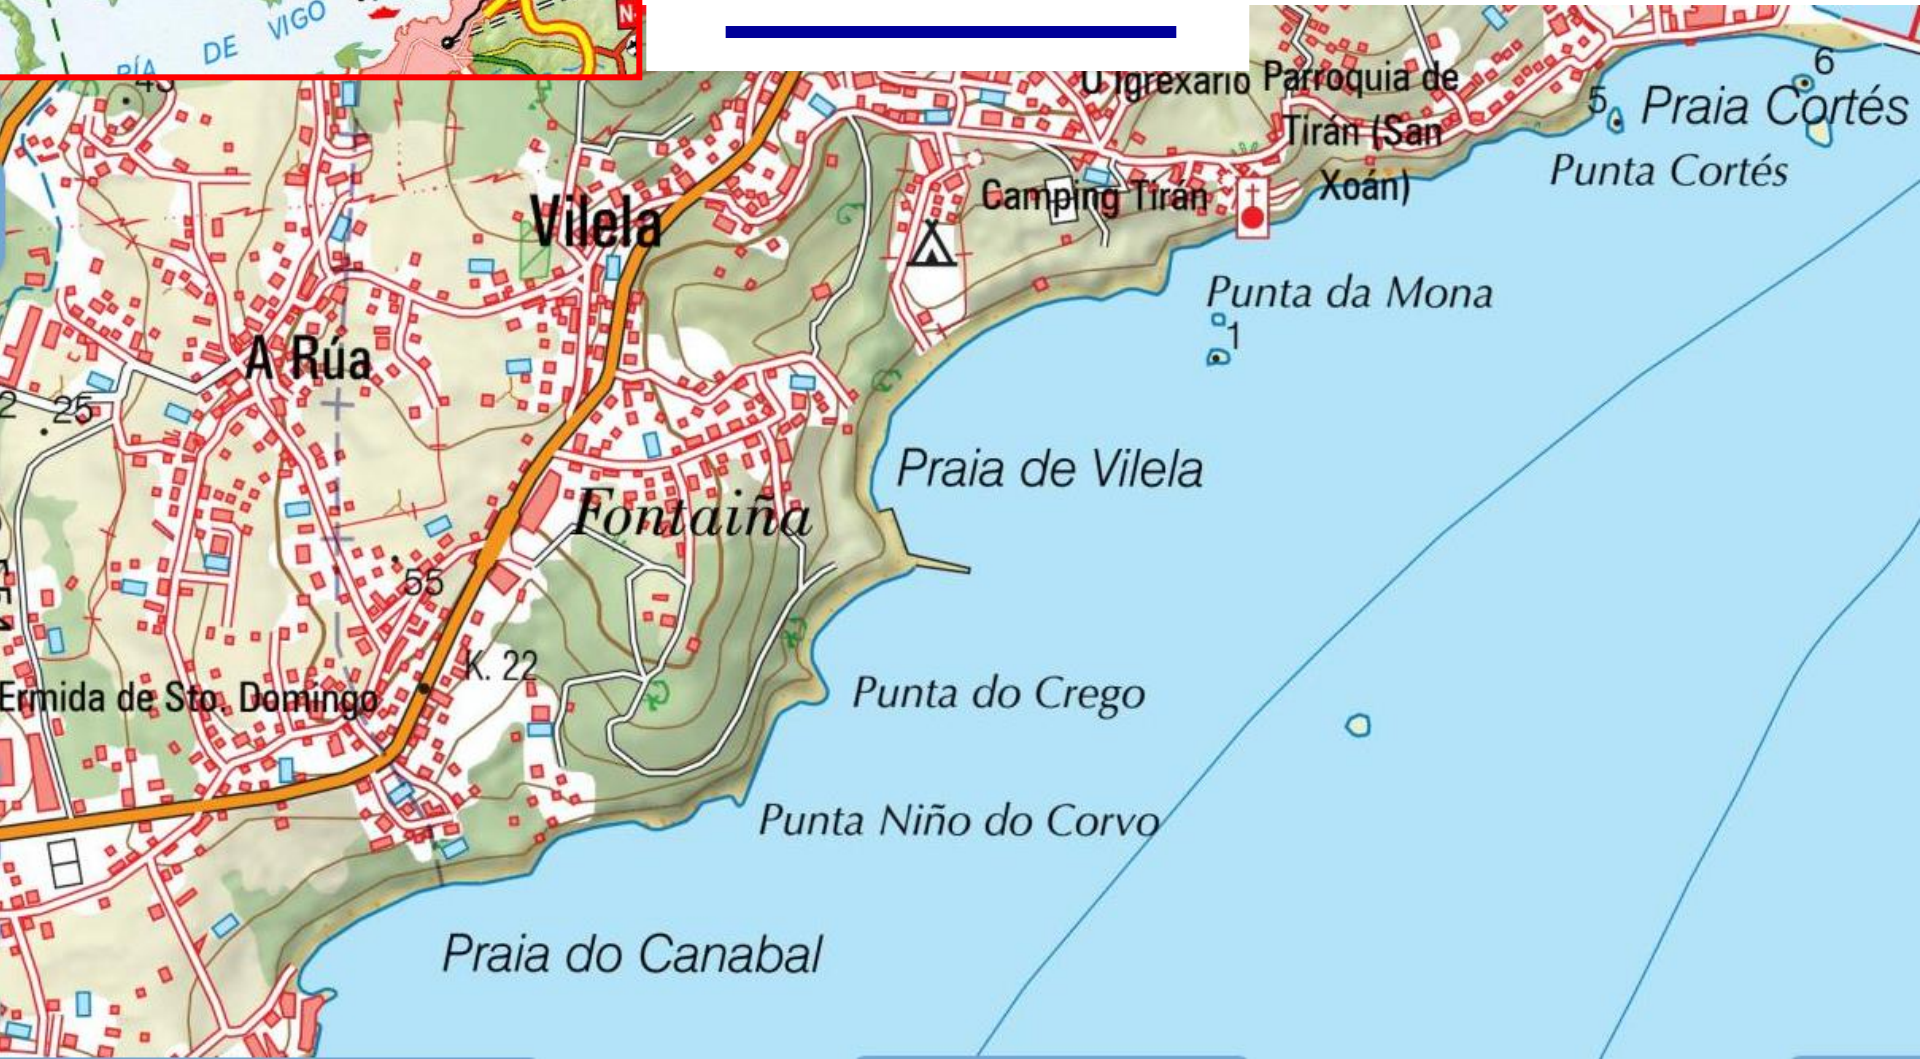 RÍA DE VIGO
N-
43
O Igrexario
Parroquia de
Tirán (San
Xoán)
6
5
Praia Cortés
Punta Cortés
Camping Tirán
Vilela
Punta da Mona
1
A Rúa
25
Praia de Vilela
Fontaiña
55
K. 22
Ermida de Sto. Domingo
Punta do Crego
Punta Niño do Corvo
Praia do Canabal